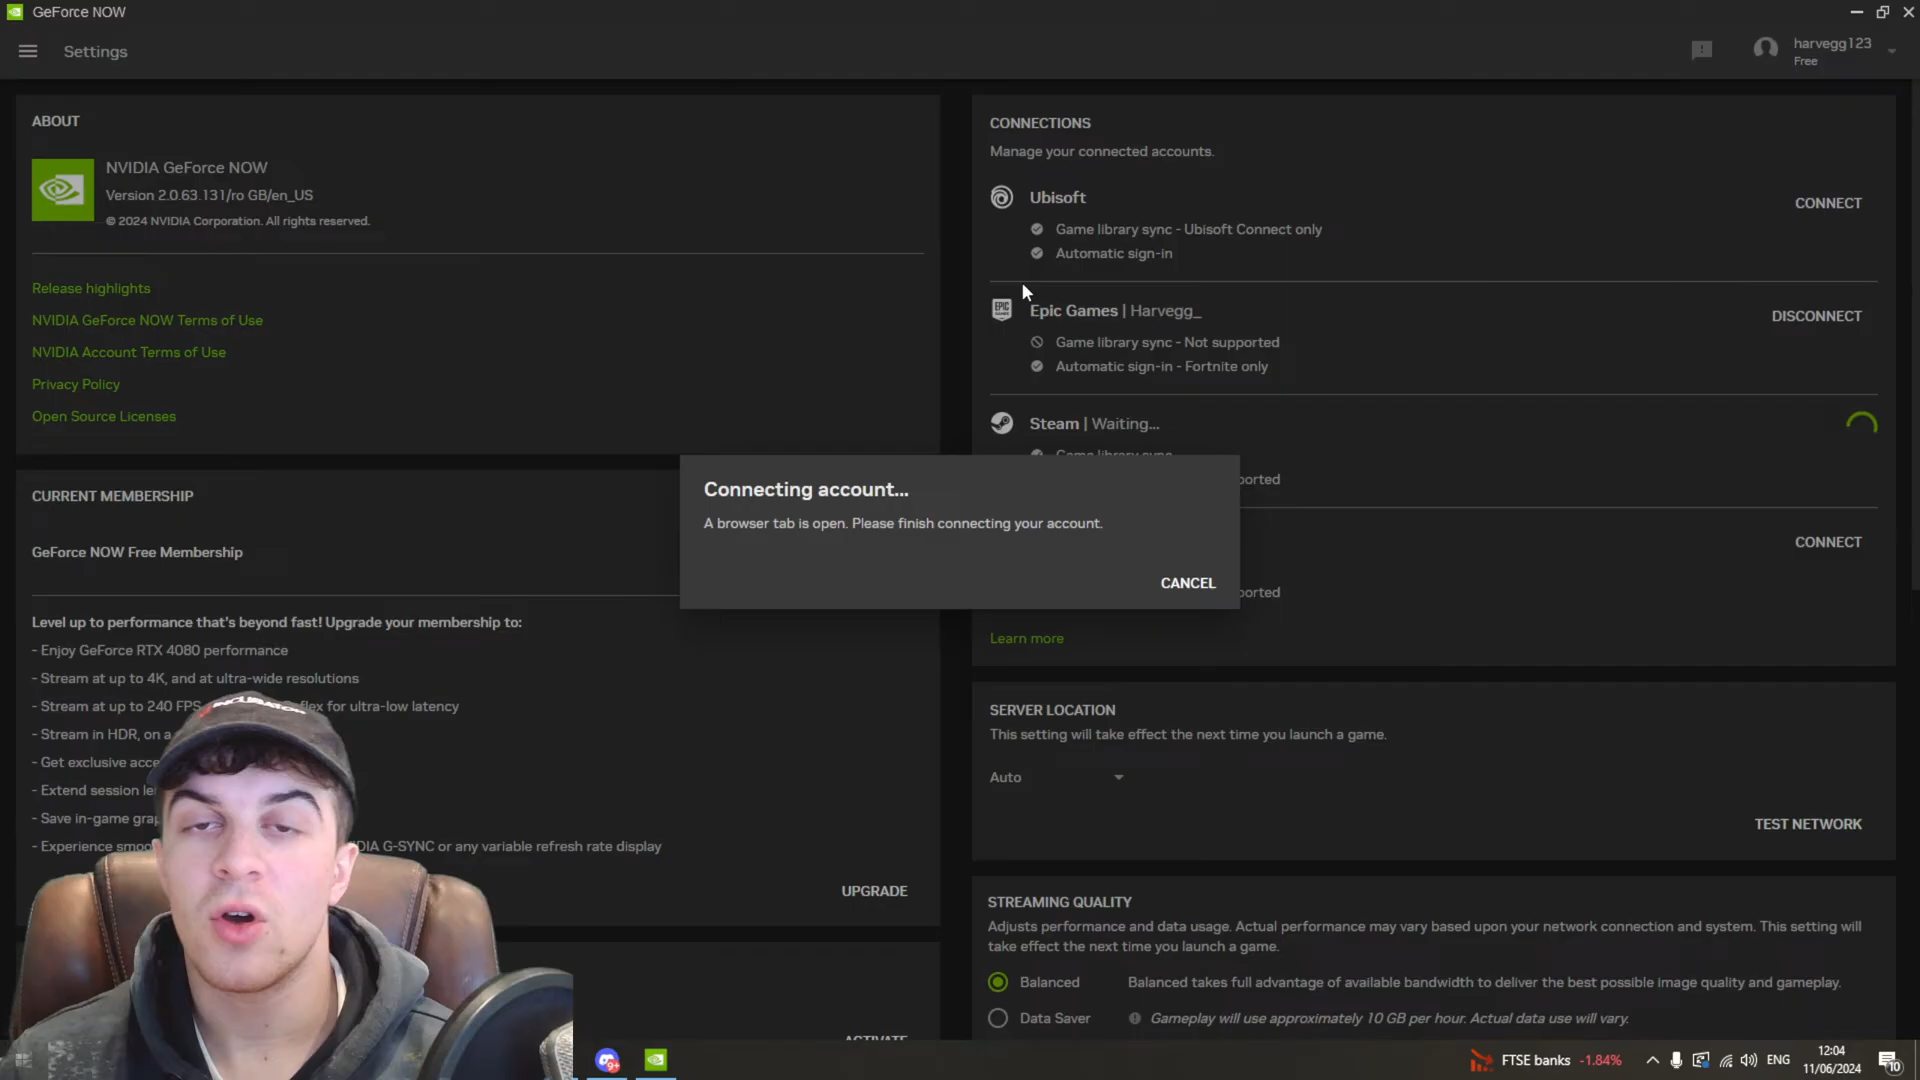 GeForce NOW
Settings
harvegg123
Free
ABOUT
NVIDIA GeForce NOW
Version 2.0.63.131/ro GB/en_US
© 2024 NVIDIA Corporation. All rights reserved.
Release highlights
NVIDIA GeForce NOW Terms of Use
NVIDIA Account Terms of Use
Privacy Policy
Open Source Licenses
CURRENT MEMBERSHIP
GeForce NOW Free Membership
Level up to performance that's beyond fast! Upgrade your membership to:
- Enjoy GeForce RTX 4080 performance
- Stream at up to 4K, and at ultra-wide resolutions
- Stream at up to 240 FPS flex for ultra-low latency
- Stream in HDR, on a
- Get exclusive acce
- Extend session le
- Save in-game grap
- Experience smoo DIA G-SYNC or any variable refresh rate display
UPGRADE
CONNECTIONS
Manage your connected accounts.
Ubisoft
CONNECT
Game library sync - Ubisoft Connect only
Automatic sign-in
Epic Games | Harvegg_
DISCONNECT
Game library sync - Not supported
Automatic sign-in - Fortnite only
Steam | Waiting...
Game library sync
ported
CONNECT
ported
Learn more
Connecting account...
A browser tab is open. Please finish connecting your account.
CANCEL
SERVER LOCATION
This setting will take effect the next time you launch a game.
Auto
TEST NETWORK
STREAMING QUALITY
Adjusts performance and data usage. Actual performance may vary based upon your network connection and system. This setting will
take effect the next time you launch a game.
Balanced Balanced takes full advantage of available bandwidth to deliver the best possible image quality and gameplay.
Data Saver Gameplay will use approximately 10 GB per hour. Actual data use will vary.
ACTIVATE
INCUBATOR
9+
FTSE banks -1.84%
ENG
12:04
11/06/2024
10